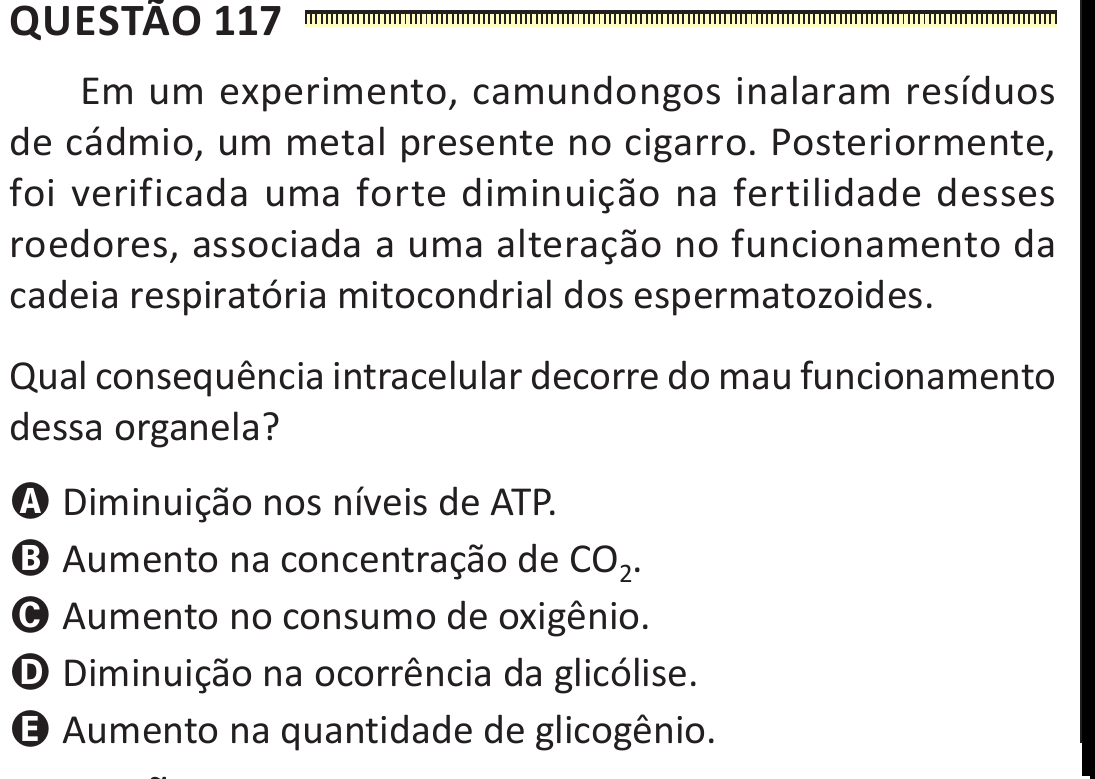 QUESTÃO 117
Em um experimento, camundongos inalaram resíduos
de cádmio, um metal presente no cigarro. Posteriormente,
foi verificada uma forte diminuição na fertilidade desses
roedores, associada a uma alteração no funcionamento da
cadeia respiratória mitocondrial dos espermatozoides.
Qual consequência intracelular decorre do mau funcionamento
dessa organela?
A Diminuição nos níveis de ATP.
B Aumento na concentração de CO₂.
C Aumento no consumo de oxigênio.
D Diminuição na ocorrência da glicólise.
E Aumento na quantidade de glicogênio.